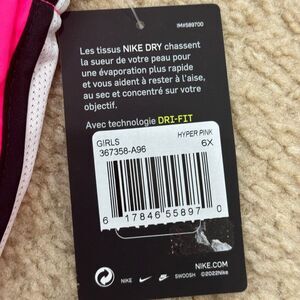 IM#589700
Les tissus NIKE DRY chassent
la sueur de votre peau pour
une évaporation plus rapide
et vous aident à rester à l'aise,
au sec et concentré sur votre
objectif.
Avec technologie DRI-FIT
GIRLS HYPER PINK
367358-A96 6X
6 17846 55897 0
NIKE.COM
NIKE SWOOSH ©2022Nike